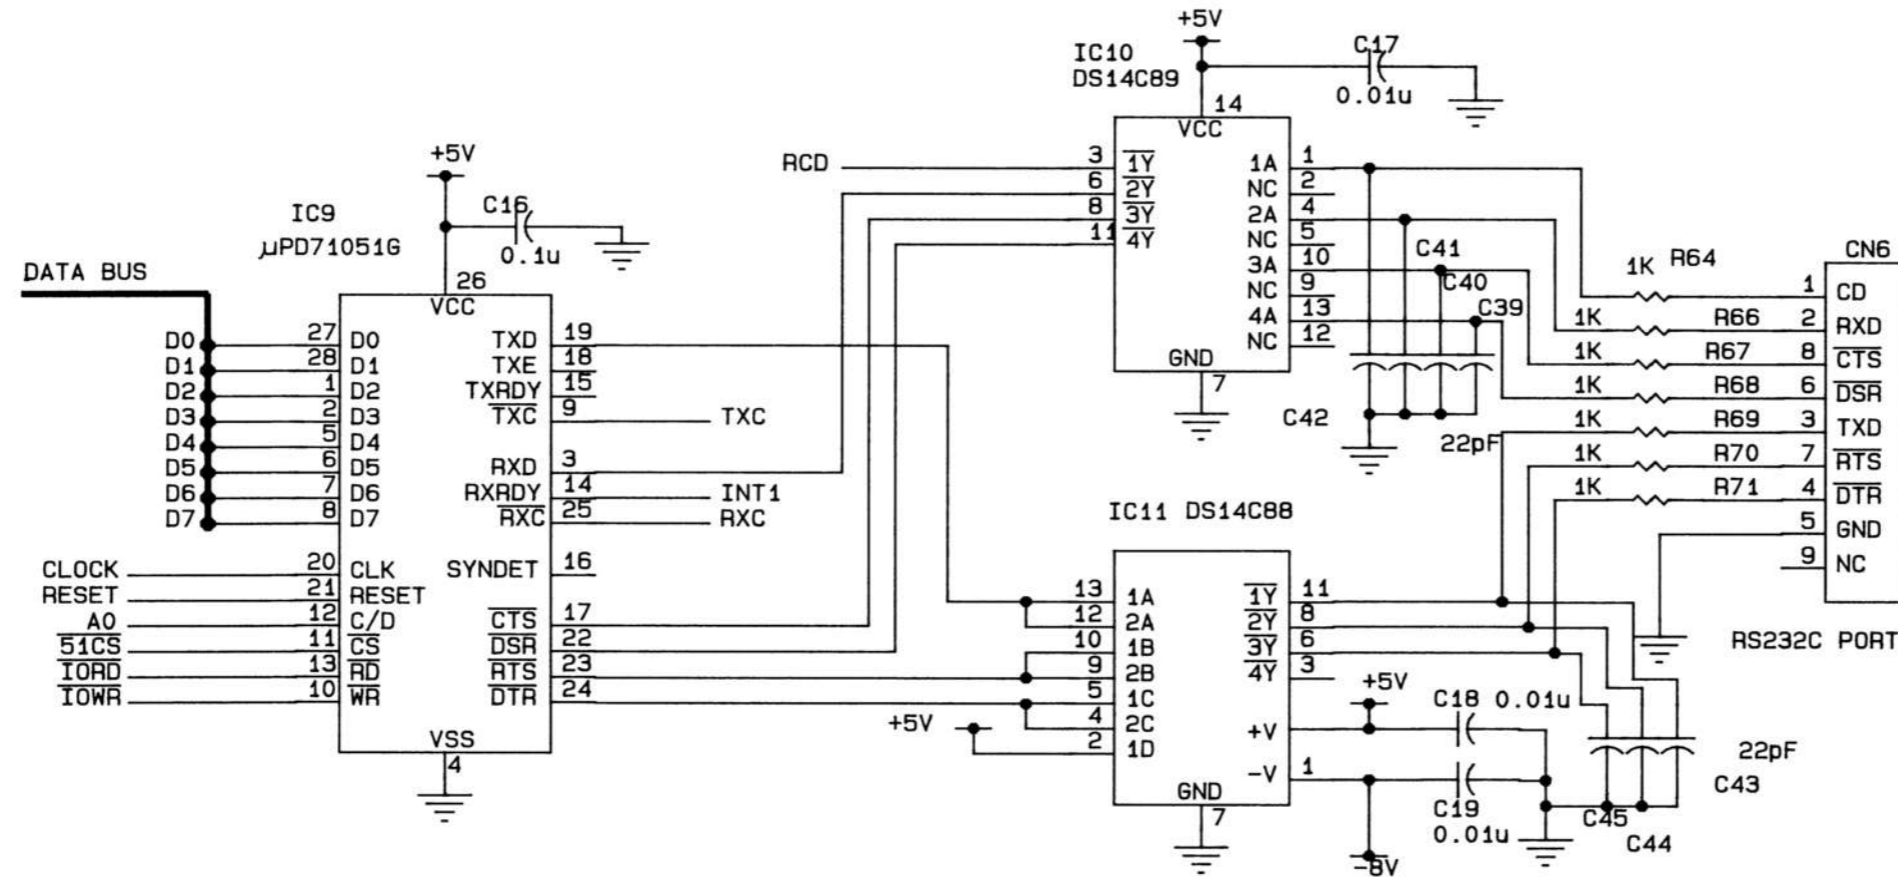 DATA BUS
D0
D1
D2
D3
D4
D5
D6
D7
CLOCK
RESET
A0
51CS
IORD
IOWR
IC9
µPD71051G
+5V
C16
0.1u
26
VCC
27 D0
28 D1
1 D2
2 D3
5 D4
6 D5
7 D6
8 D7
20 CLK
21 RESET
12 C/D
11 CS
13 RD
10 WR
TXD 19
TXE 18
TXRDY 15
TXC 9 TXC
RXD 3
RXRDY 14 INT1
RXC 25 RXC
SYNDET 16
CTS 17
DSR 22
RTS 23
DTR 24
VSS
4
IC10
DS14C89
+5V
C17
0.01u
14
VCC
RCD
3 1Y
6 2Y
8 3Y
11 4Y
1A 1
NC 2
2A 4
NC 5
3A 10
NC 9
4A 13
NC 12
GND
7
C41
C40
C39
C42
22pF
IC11 DS14C88
13 1A
12 2A
10 1B
9 2B
5 1C
4 2C
2 1D
+5V
1Y 11
2Y 8
3Y 6
4Y 3
+V
-V 1
GND
7
+5V
C18 0.01u
C19
0.01u
-8V
22pF
C43
C45
C44
1K R64
1K R66
1K R67
1K R68
1K R69
1K R70
1K R71
CN6
1 CD
2 RXD
8 CTS
6 DSR
3 TXD
7 RTS
4 DTR
5 GND
9 NC
RS232C PORT